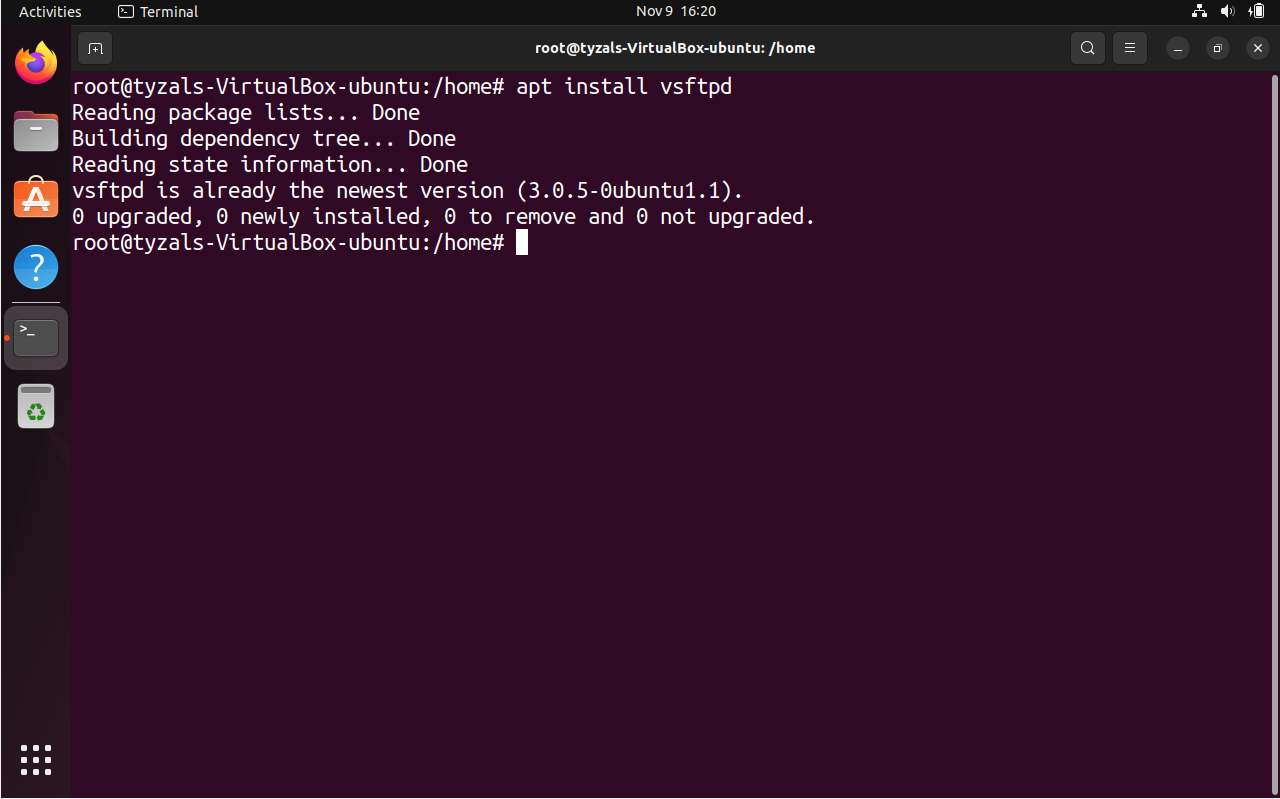 Activities Terminal Nov 9 16:20
root@tyzals-VirtualBox-ubuntu: /home
root@tyzals-VirtualBox-ubuntu:/home# apt install vsftpd
Reading package lists... Done
Building dependency tree... Done
Reading state information... Done
vsftpd is already the newest version (3.0.5-0ubuntu1.1).
0 upgraded, 0 newly installed, 0 to remove and 0 not upgraded.
root@tyzals-VirtualBox-ubuntu:/home#